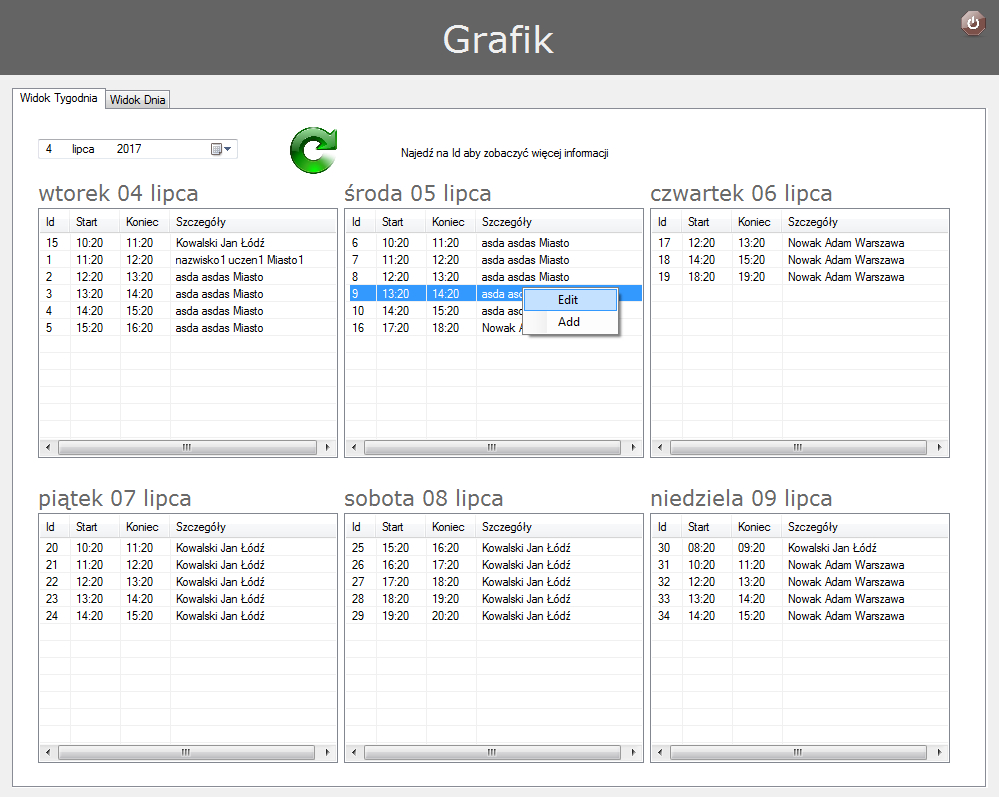 Grafik
Widok Tygodnia Widok Dnia
4 lipca 2017
Najedź na Id aby zobaczyć więcej informacji
wtorek 04 lipca
Id Start Koniec Szczegóły
15 10:20 11:20 Kowalski Jan Łódź
1 11:20 12:20 nazwisko1 uczen1 Miasto1
2 12:20 13:20 asda asdas Miasto
3 13:20 14:20 asda asdas Miasto
4 14:20 15:20 asda asdas Miasto
5 15:20 16:20 asda asdas Miasto
środa 05 lipca
Id Start Koniec Szczegóły
6 10:20 11:20 asda asdas Miasto
7 11:20 12:20 asda asdas Miasto
8 12:20 13:20 asda asdas Miasto
9 13:20 14:20 asda
10 14:20 15:20 asda
16 17:20 18:20 Nowak
Edit
Add
czwartek 06 lipca
Id Start Koniec Szczegóły
17 12:20 13:20 Nowak Adam Warszawa
18 14:20 15:20 Nowak Adam Warszawa
19 18:20 19:20 Nowak Adam Warszawa
piątek 07 lipca
Id Start Koniec Szczegóły
20 10:20 11:20 Kowalski Jan Łódź
21 11:20 12:20 Kowalski Jan Łódź
22 12:20 13:20 Kowalski Jan Łódź
23 13:20 14:20 Kowalski Jan Łódź
24 14:20 15:20 Kowalski Jan Łódź
sobota 08 lipca
Id Start Koniec Szczegóły
25 15:20 16:20 Kowalski Jan Łódź
26 16:20 17:20 Kowalski Jan Łódź
27 17:20 18:20 Kowalski Jan Łódź
28 18:20 19:20 Kowalski Jan Łódź
29 19:20 20:20 Kowalski Jan Łódź
niedziela 09 lipca
Id Start Koniec Szczegóły
30 08:20 09:20 Kowalski Jan Łódź
31 10:20 11:20 Nowak Adam Warszawa
32 12:20 13:20 Nowak Adam Warszawa
33 13:20 14:20 Nowak Adam Warszawa
34 14:20 15:20 Nowak Adam Warszawa